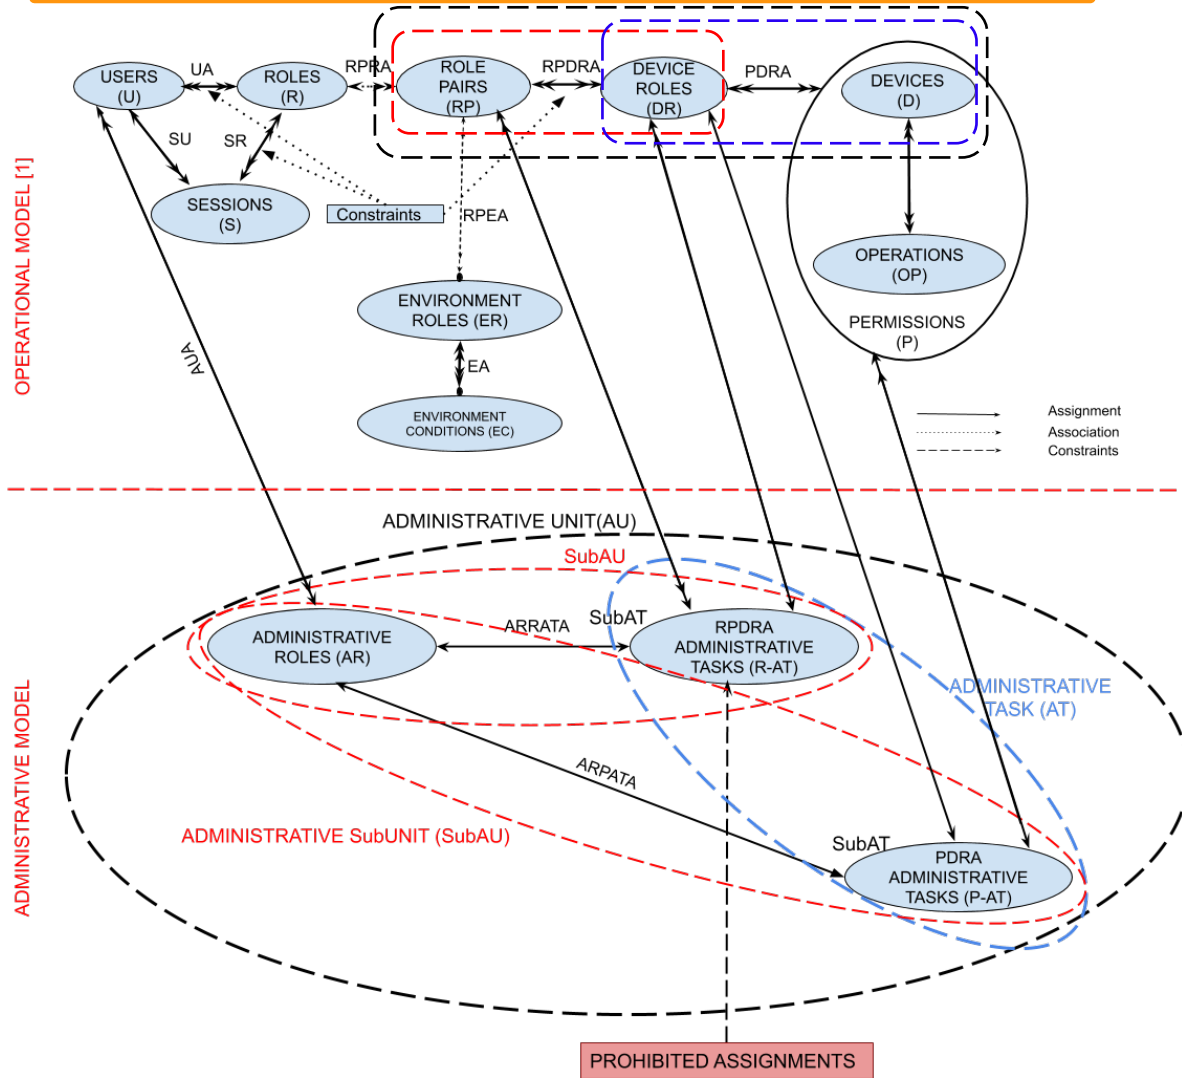 USERS
(U)
UA
ROLES
(R)
RPRA
ROLE
PAIRS
(RP)
RPDRA
DEVICE
ROLES
(DR)
PDRA
DEVICES
(D)
SU
SR
SESSIONS
(S)
Constraints
RPEA
OPERATIONS
(OP)
ENVIRONMENT
ROLES (ER)
PERMISSIONS
(P)
EA
ENVIRONMENT
CONDITIONS (EC)
AUA
OPERATIONAL MODEL [1]
Assignment
Association
Constraints
ADMINISTRATIVE UNIT(AU)
SubAU
SubAT
ADMINISTRATIVE
ROLES (AR)
ARRATA
RPDRA
ADMINISTRATIVE
TASKS (R-AT)
ADMINISTRATIVE
TASK (AT)
ARPATA
ADMINISTRATIVE SubUNIT (SubAU)
SubAT
PDRA
ADMINISTRATIVE
TASKS (P-AT)
ADMINISTRATIVE MODEL
PROHIBITED ASSIGNMENTS